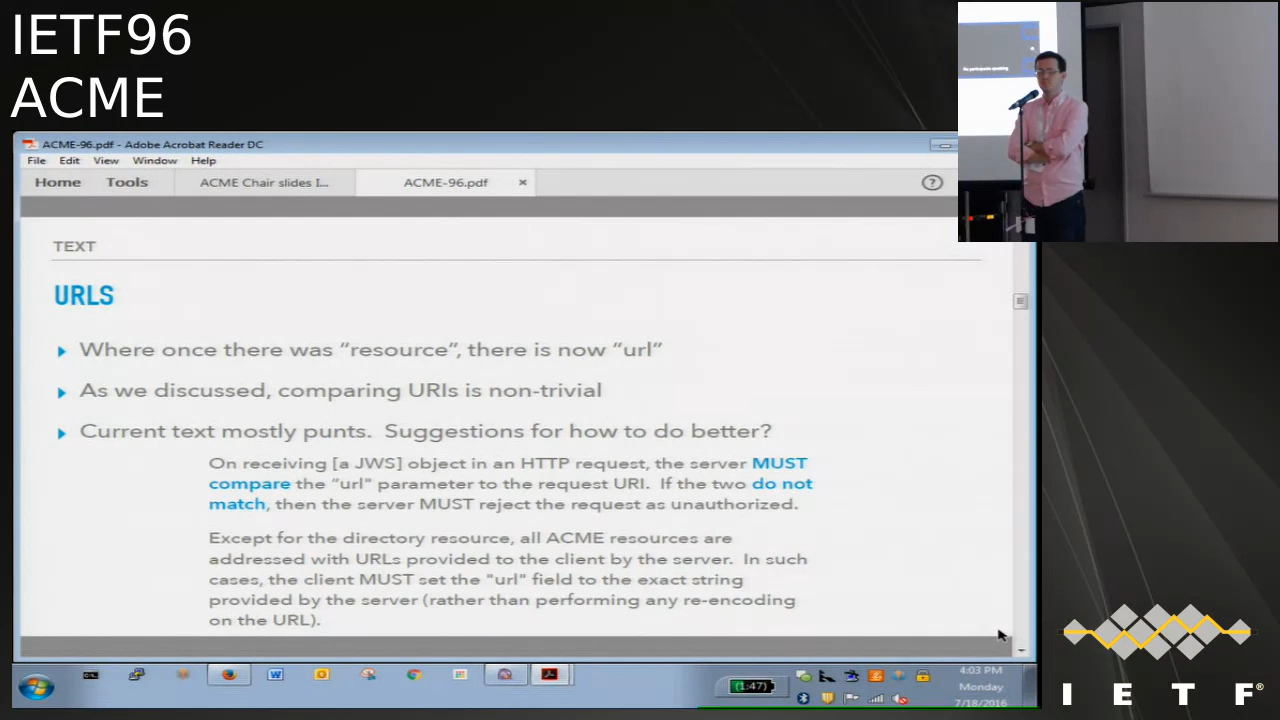 IETF96
ACME
ACME-96.pdf - Adobe Acrobat Reader DC
File Edit View Window Help
Home Tools ACME Chair slides I... ACME-96.pdf × ?
TEXT
URLS
Where once there was “resource”, there is now “url”
As we discussed, comparing URIs is non-trivial
Current text mostly punts. Suggestions for how to do better?
On receiving [a JWS] object in an HTTP request, the server MUST
compare the "url" parameter to the request URI. If the two do not
match, then the server MUST reject the request as unauthorized.
Except for the directory resource, all ACME resources are
addressed with URLs provided to the client by the server. In such
cases, the client MUST set the "url" field to the exact string
provided by the server (rather than performing any re-encoding
on the URL).
(1:47)
4:03 PM
Monday
7/18/2016
I E T F®